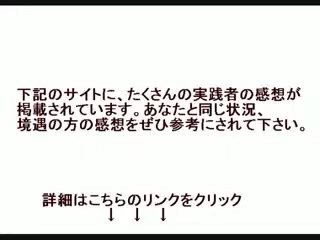 下記のサイトに、たくさんの実践者の感想が
掲載されています。あなたと同じ状況、
境遇の方の感想をぜひ参考にされて下さい。
詳細はこちらのリンクをクリック
↓ ↓ ↓